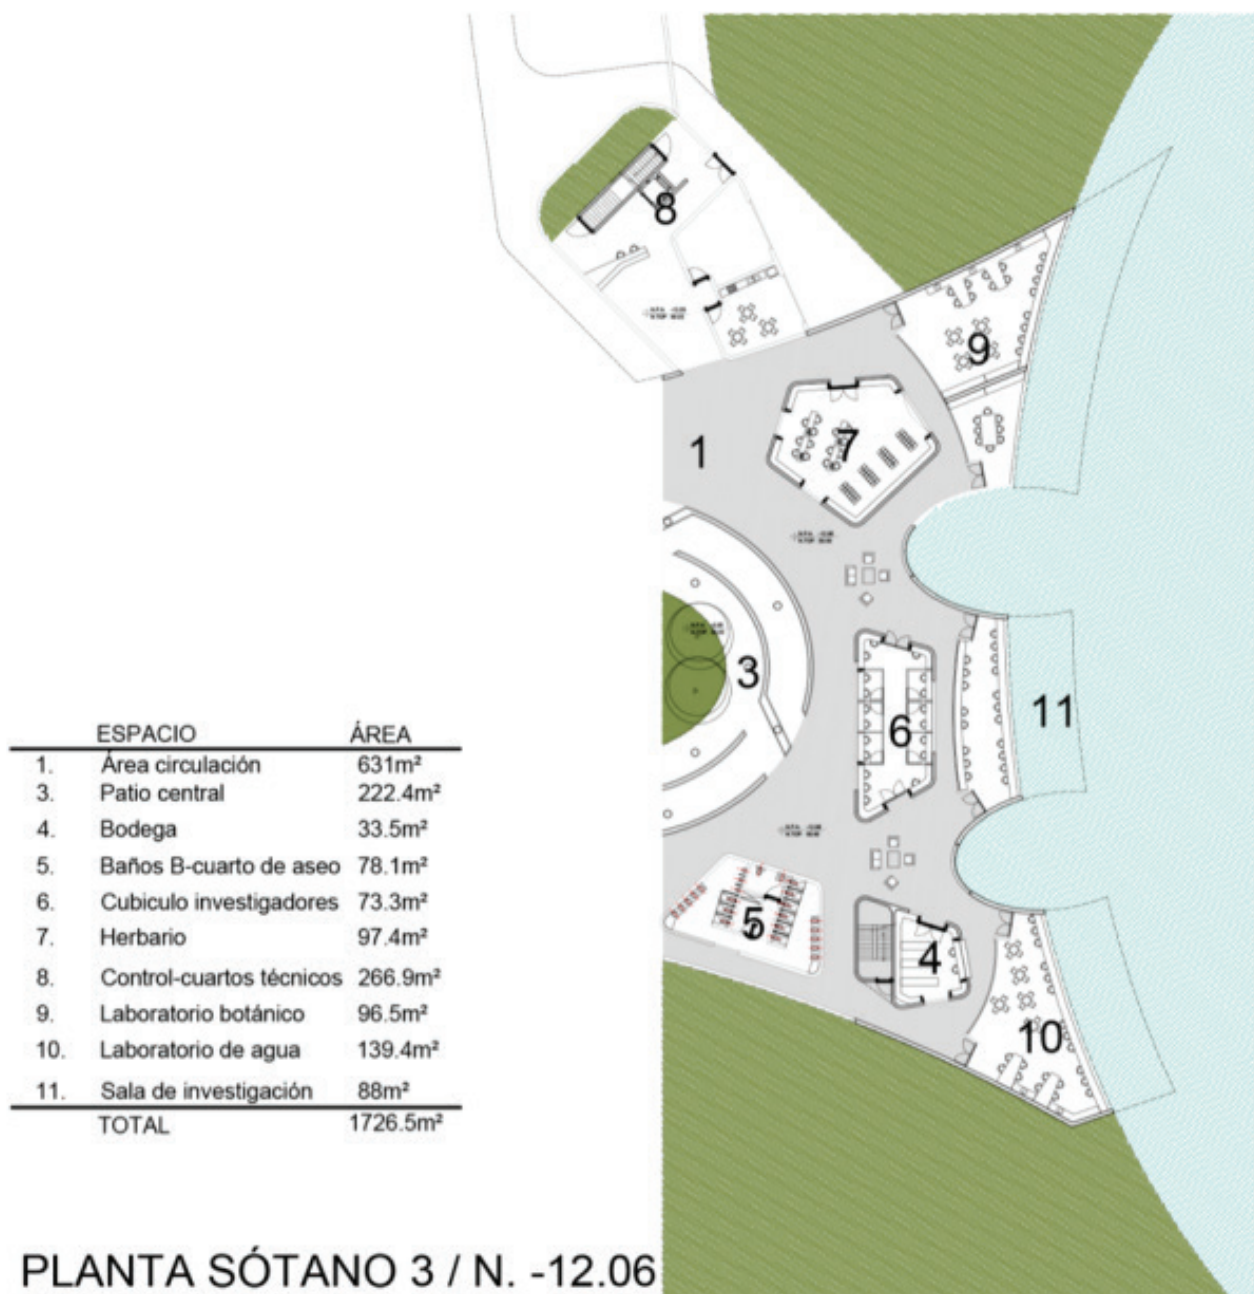 8
9
7
1
3
11
6
5
4
10
ESPACIO ÁREA
1. Área circulación 631m²
3. Patio central 222.4m²
4. Bodega 33.5m²
5. Baños B-cuarto de aseo 78.1m²
6. Cubiculo investigadores 73.3m²
7. Herbario 97.4m²
8. Control-cuartos técnicos 266.9m²
9. Laboratorio botánico 96.5m²
10. Laboratorio de agua 139.4m²
11. Sala de investigación 88m²
TOTAL 1726.5m²
PLANTA SÓTANO 3 / N. -12.06